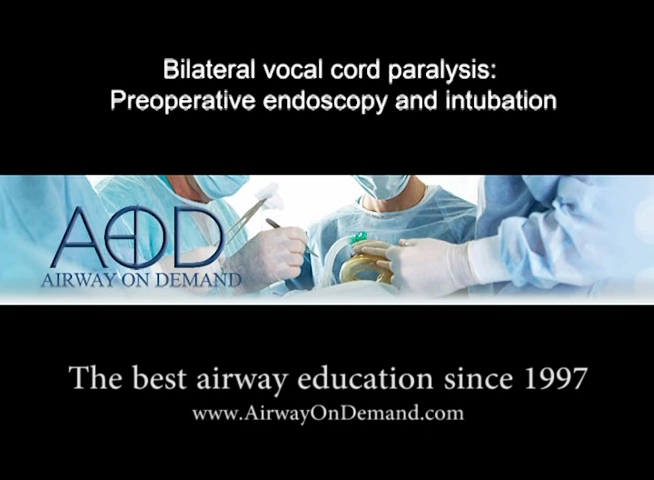 Bilateral vocal cord paralysis:
Preoperative endoscopy and intubation
AOD
AIRWAY ON DEMAND
The best airway education since 1997
www.AirwayOnDemand.com